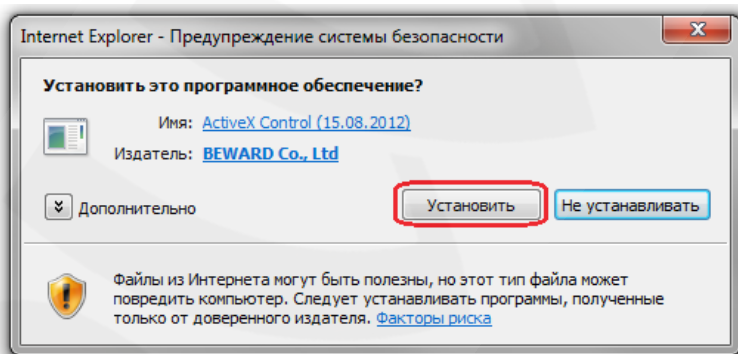 Internet Explorer - Предупреждение системы безопасности
Установить это программное обеспечение?
Имя: ActiveX Control (15.08.2012)
Издатель: BEWARD Co., Ltd
Дополнительно
Установить
Не устанавливать
Файлы из Интернета могут быть полезны, но этот тип файла может
повредить компьютер. Следует устанавливать программы, полученные
только от доверенного издателя. Факторы риска